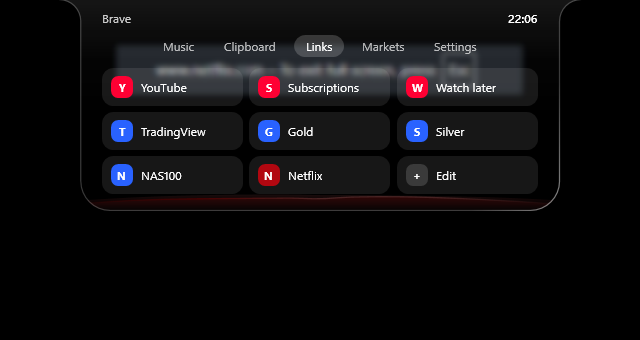 Brave 22:06
Music Clipboard Links Markets Settings
Y YouTube S Subscriptions W Watch later
T TradingView G Gold S Silver
N NAS100 N Netflix + Edit